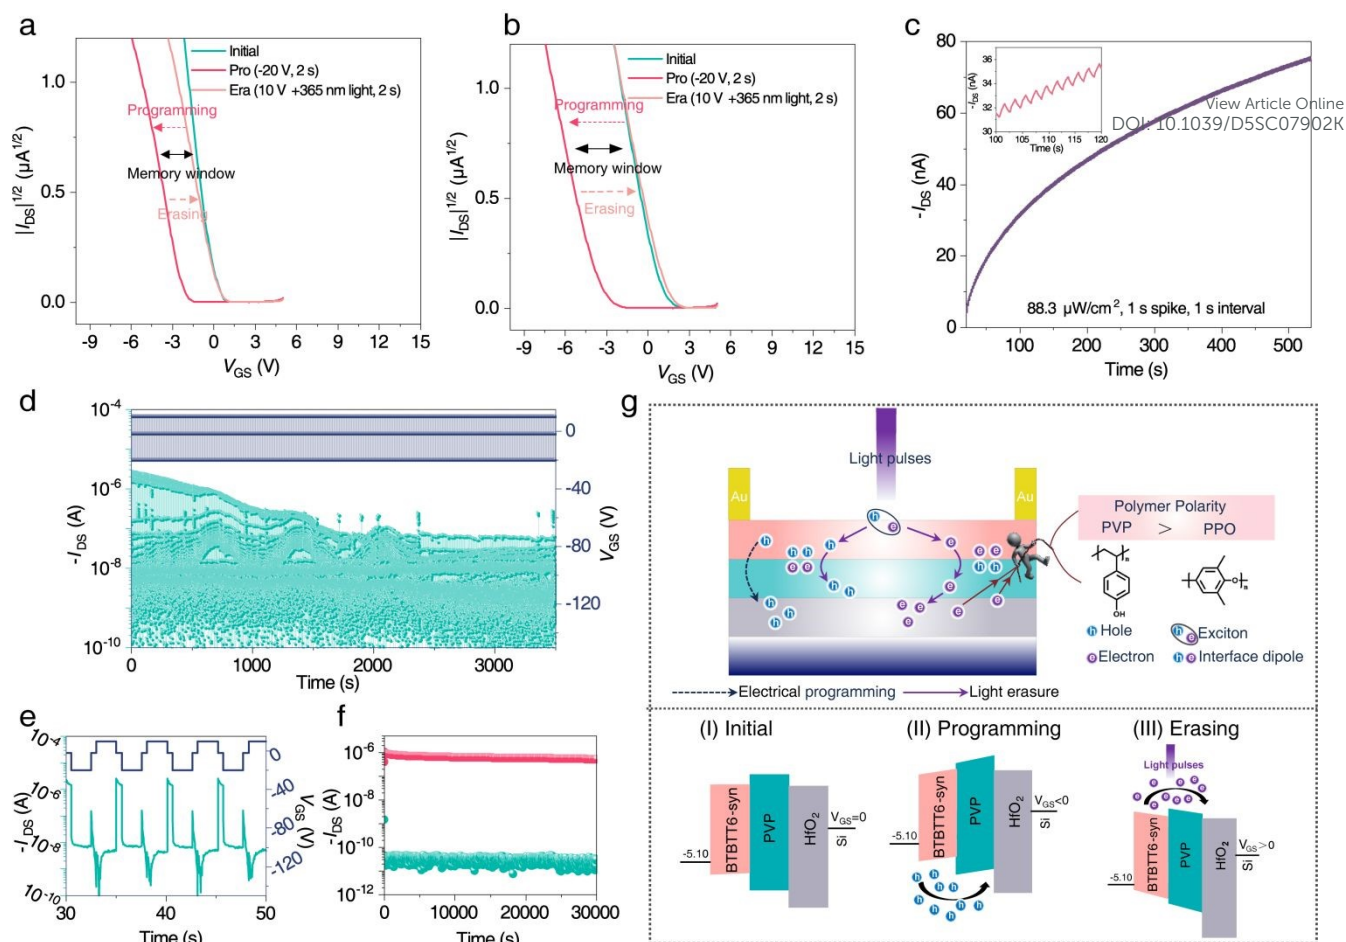 a
1.0
0.5
0.0
|I_DS|^1/2 (μA^1/2)
Initial
Pro (-20 V, 2 s)
Era (10 V +365 nm light, 2 s)
Programming
Memory window
Erasing
-9 -6 -3 0 3 6 9 12 15
V_GS (V)
b
1.0
0.5
0.0
|I_DS|^1/2 (μA^1/2)
Initial
Pro (-20 V, 2 s)
Era (10 V +365 nm light, 2 s)
Programming
Memory window
Erasing
-9 -6 -3 0 3 6 9 12 15
V_GS (V)
c
80
60
40
20
0
-I_DS (nA)
36
34
32
30
-I_DS (nA)
100 105 110 115 120
Time (s)
88.3 μW/cm², 1 s spike, 1 s interval
100 200 300 400 500
Time (s)
View Article Online
DOI: 10.1039/D5SC07902K
d
10^-4
10^-6
10^-8
10^-10
-I_DS (A)
0
-40
-80
-120
V_GS (V)
0 1000 2000 3000
Time (s)
e
10^-4
10^-6
10^-8
10^-10
-I_DS (A)
0
-40
-80
-120
V_GS (V)
30 40 50
Time (s)
f
10^-6
10^-8
10^-10
10^-12
-I_DS (A)
0 10000 20000 30000
Time (s)
g
Light pulses
Au
Au
h
e
Polymer Polarity
PVP > PPO
n
OH
O
n
h Hole
h e Exciton
e Electron
h e Interface dipole
Electrical programming
Light erasure
(I) Initial
-5.10
BTBTT6-syn
PVP
HfO₂
V_GS=0
Si
(II) Programming
-5.10
BTBTT6-syn
PVP
HfO₂
V_GS<0
Si
h
(III) Erasing
Light pulses
e
-5.10
BTBTT6-syn
PVP
HfO₂
V_GS>0
Si